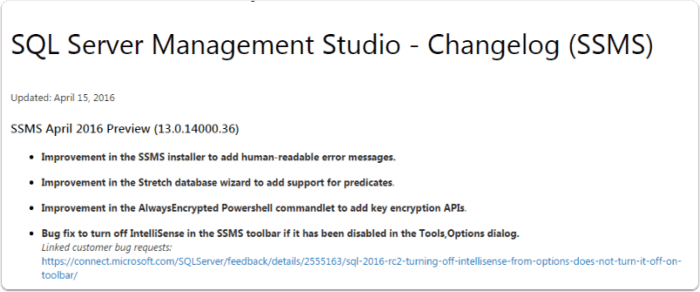 SQL Server Management Studio - Changelog (SSMS)
Updated: April 15, 2016
SSMS April 2016 Preview (13.0.14000.36)
• Improvement in the SSMS installer to add human-readable error messages.
• Improvement in the Stretch database wizard to add support for predicates.
• Improvement in the AlwaysEncrypted Powershell commandlet to add key encryption APIs.
• Bug fix to turn off IntelliSense in the SSMS toolbar if it has been disabled in the Tools,Options dialog.
Linked customer bug requests:
https://connect.microsoft.com/SQLServer/feedback/details/2555163/sql-2016-rc2-turning-off-intellisense-from-options-does-not-turn-it-off-on-
toolbar/